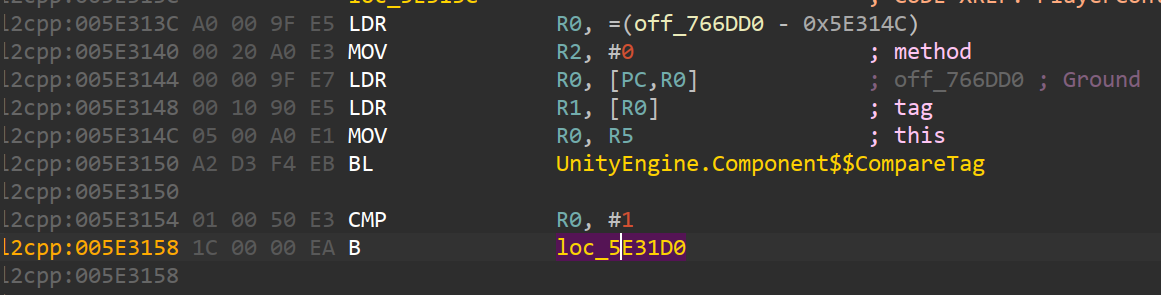 l2cpp:005E313C A0 00 9F E5 LDR R0, =(off_766DD0 - 0x5E314C)
l2cpp:005E3140 00 20 A0 E3 MOV R2, #0 ; method
l2cpp:005E3144 00 00 9F E7 LDR R0, [PC,R0] ; off_766DD0 ; Ground
l2cpp:005E3148 00 10 90 E5 LDR R1, [R0] ; tag
l2cpp:005E314C 05 00 A0 E1 MOV R0, R5 ; this
l2cpp:005E3150 A2 D3 F4 EB BL UnityEngine.Component$$CompareTag
l2cpp:005E3150
l2cpp:005E3154 01 00 50 E3 CMP R0, #1
l2cpp:005E3158 1C 00 00 EA B loc_5E31D0
l2cpp:005E3158